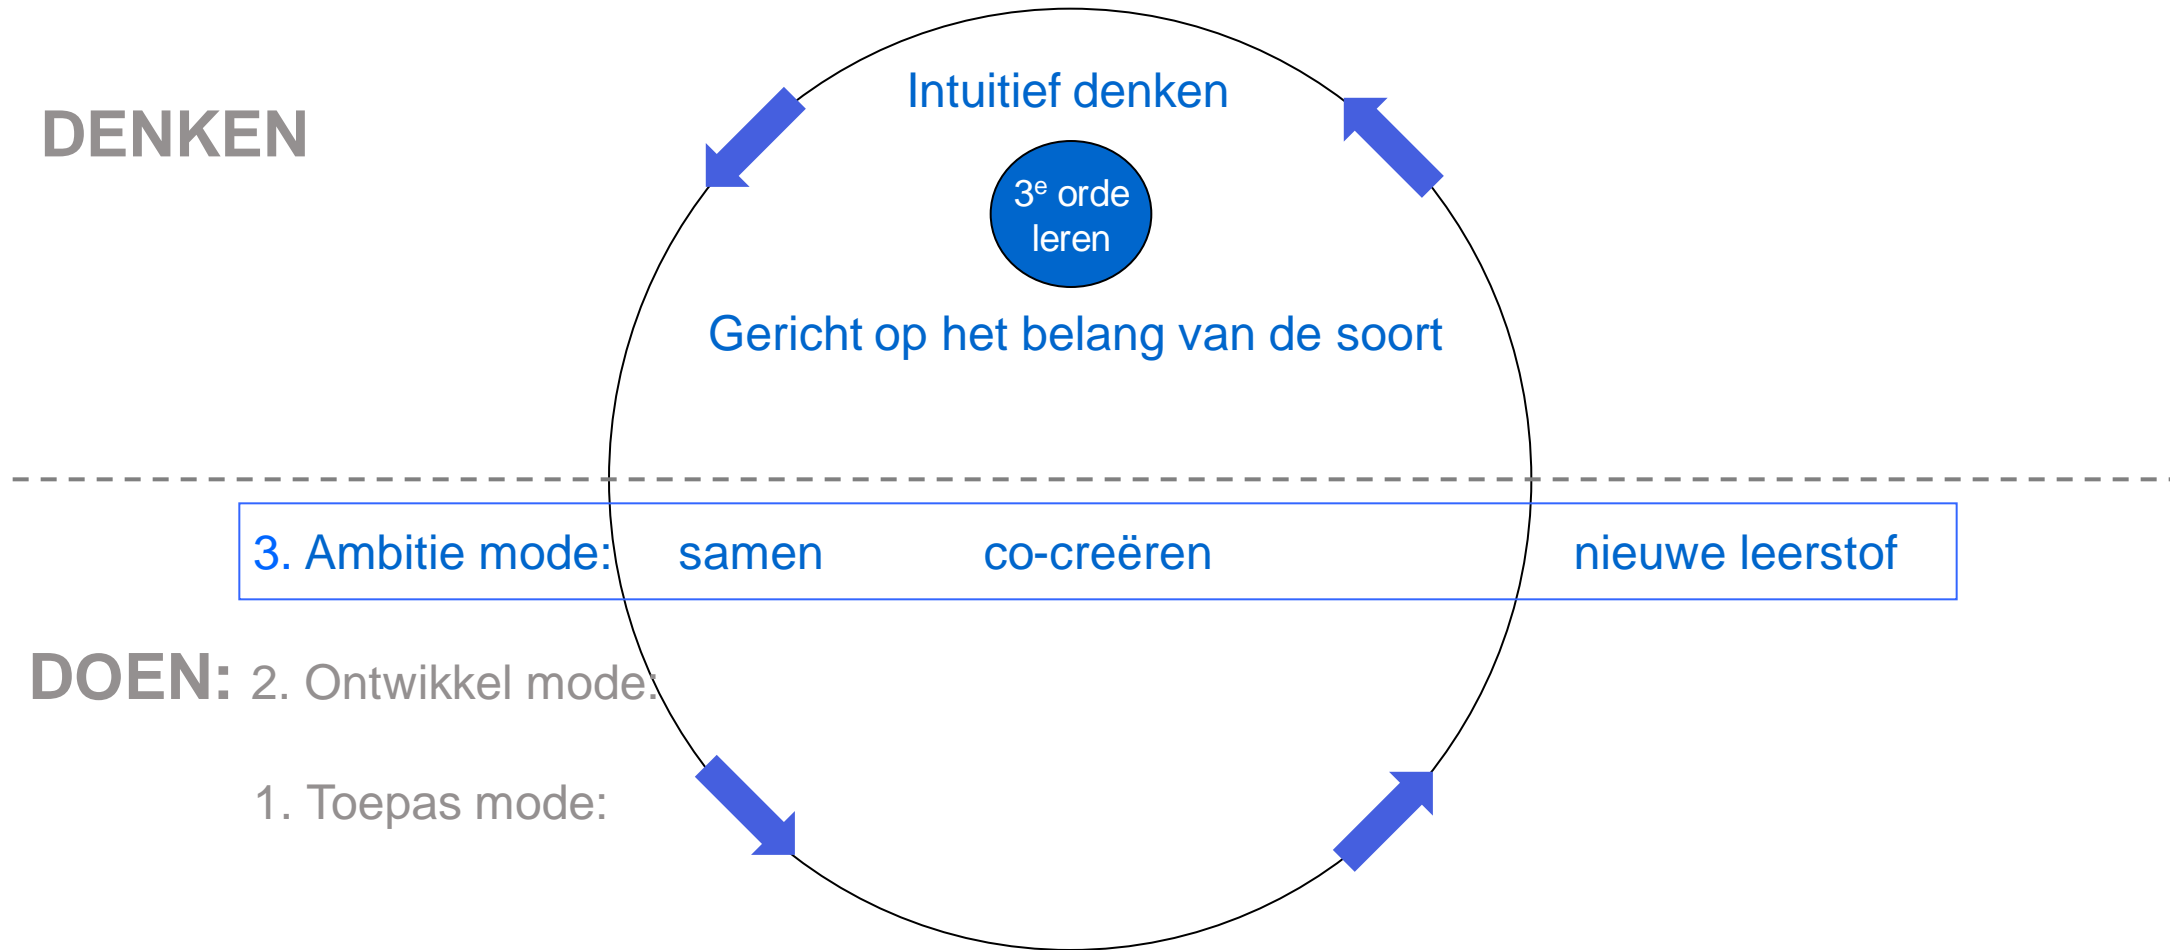 Intuitief denken
DENKEN
3e orde
leren
Gericht op het belang van de soort
3. Ambitie mode: samen co-creëren nieuwe leerstof
DOEN: 2. Ontwikkel mode:
1. Toepas mode: